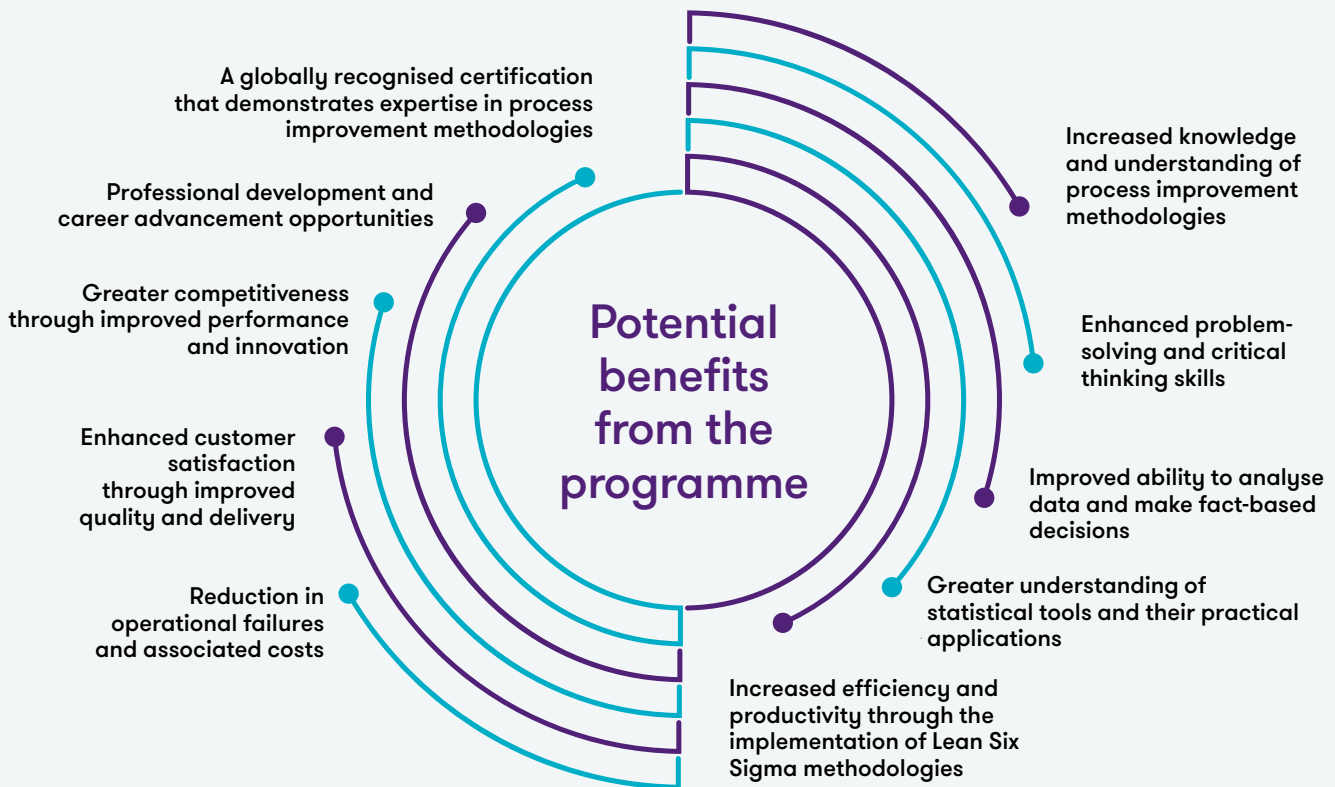 Potential
benefits
from the
programme
Increased knowledge
and understanding of
process improvement
methodologies
Enhanced problem-
solving and critical
thinking skills
Improved ability to analyse
data and make fact-based
decisions
Greater understanding of
statistical tools and their practical
applications
Increased efficiency and
productivity through the
implementation of Lean Six
Sigma methodologies
Reduction in
operational failures
and associated costs
Enhanced customer
satisfaction
through improved
quality and delivery
Greater competitiveness
through improved performance
and innovation
Professional development and
career advancement opportunities
A globally recognised certification
that demonstrates expertise in process
improvement methodologies